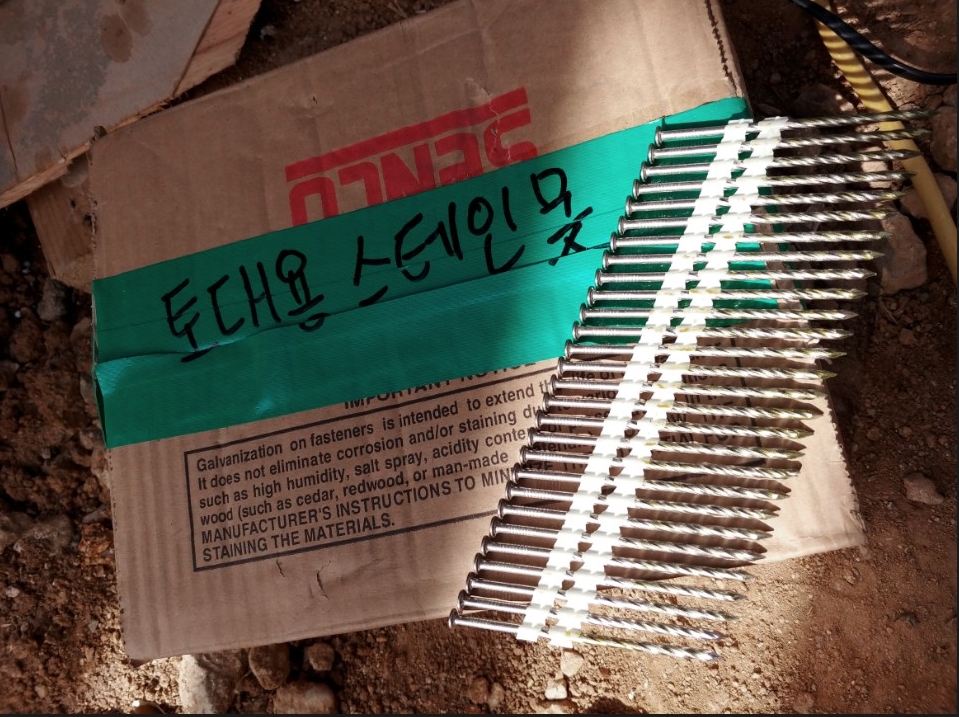 SENCO
토대용 스테인 못
IMPORTANT NOTICE
Galvanization on fasteners is intended to extend the
It does not eliminate corrosion and/or staining
such as high humidity, salt spray, acidity
wood (such as cedar, redwood, or man-made
MANUFACTURER'S INSTRUCTIONS TO
STAINING THE MATERIALS.